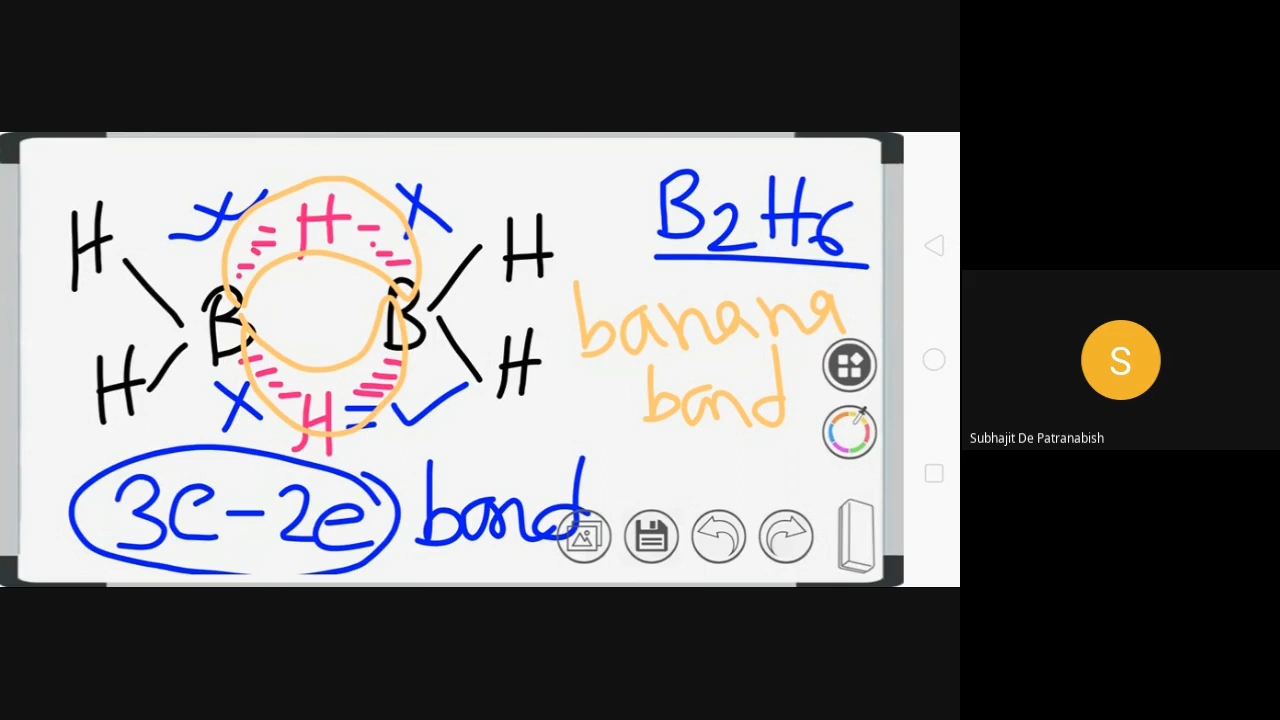 B2H6
H H H
B B
H H H
banana
bond
3C-2e bond
S
Subhajit De Patranabish